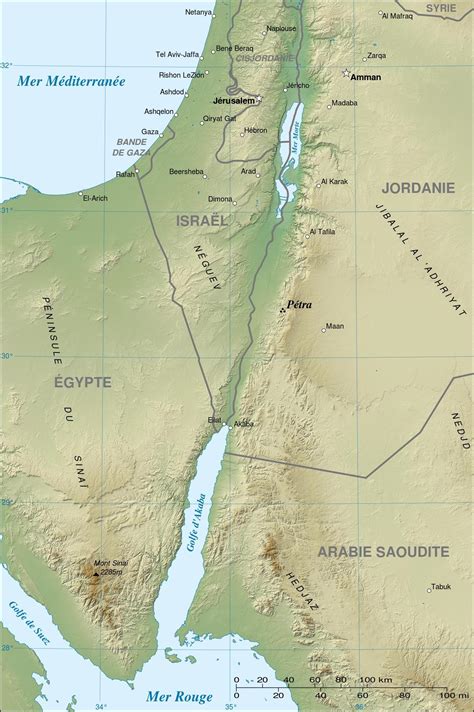 SYRIE
Netanya
Al Mafraq
Naplouse
Bene Beraq
Tel Aviv-Jaffa
CISJORDANIE
Zarqa
32°
Rishon LeZion
Amman
Mer Méditerranée
Jéricho
Ashdod
Jérusalem
Madaba
Ashqelon
Qiryat Gat
Mer Morte
Gaza
Hébron
BANDE
DE GAZA
Rafah
Beersheba
Arad
Al Karak
JORDANIE
El-Arich
Dimona
31°
ISRAËL
Al Tafila
JIBALAL AL'ADHRIYAT
NÉGUEV
Pétra
PÉNINSULE DU SINAÏ
Maan
30°
ÉGYPTE
NEDJD
Eilat
Akaba
29°
Golfe d'Akaba
ARABIE SAOUDITE
Mont Sinaï
2285m
HEDJAZ
Tabuk
Golfe de Suez
28°
Mer Rouge
0 20 40 60 80 100 km
0 20 40 60 80 100 mi
34°
35°
36°